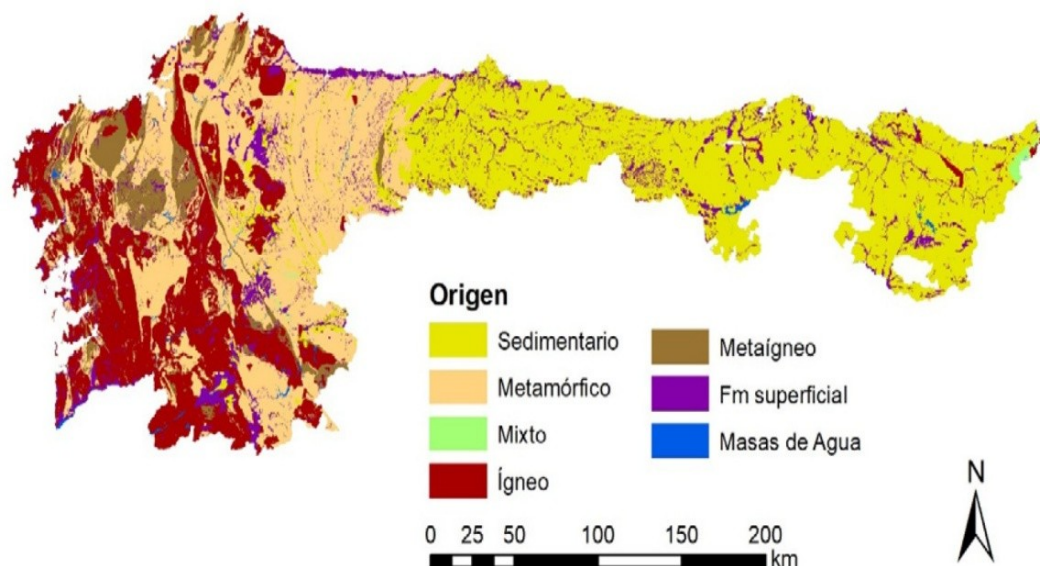 Origen
Sedimentario
Metamórfico
Mixto
Ígneo
Metaígneo
Fm superficial
Masas de Agua
N
0 25 50 100 150 200
km